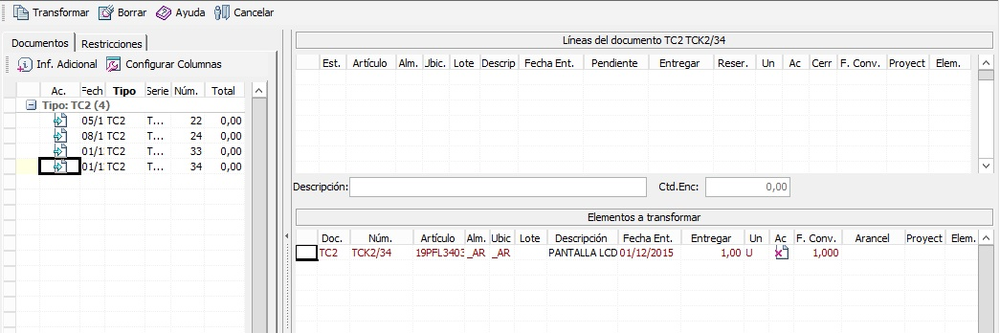 Transformar Borrar Ayuda Cancelar
Documentos Restricciones
Inf. Adicional Configurar Columnas
Ac. Fech Tipo Serie Núm. Total
Tipo: TC2 (4)
05/1 TC2 T... 22 0,00
08/1 TC2 T... 24 0,00
01/1 TC2 T... 33 0,00
01/1 TC2 T... 34 0,00
Líneas del documento TC2 TCK2/34
Est. Artículo Alm. Ubic. Lote Descrip Fecha Ent. Pendiente Entregar Reser. Un Ac Cerr F. Conv. Proyect Elem.
Descripción: Ctd.Enc: 0,00
Elementos a transformar
Doc. Núm. Artículo Alm. Ubic Lote Descripción Fecha Ent. Entregar Un Ac F. Conv. Arancel Proyect Elem.
TC2 TCK2/34 19PFL3403 _AR _AR PANTALLA LCD 01/12/2015 1,00 U 1,000